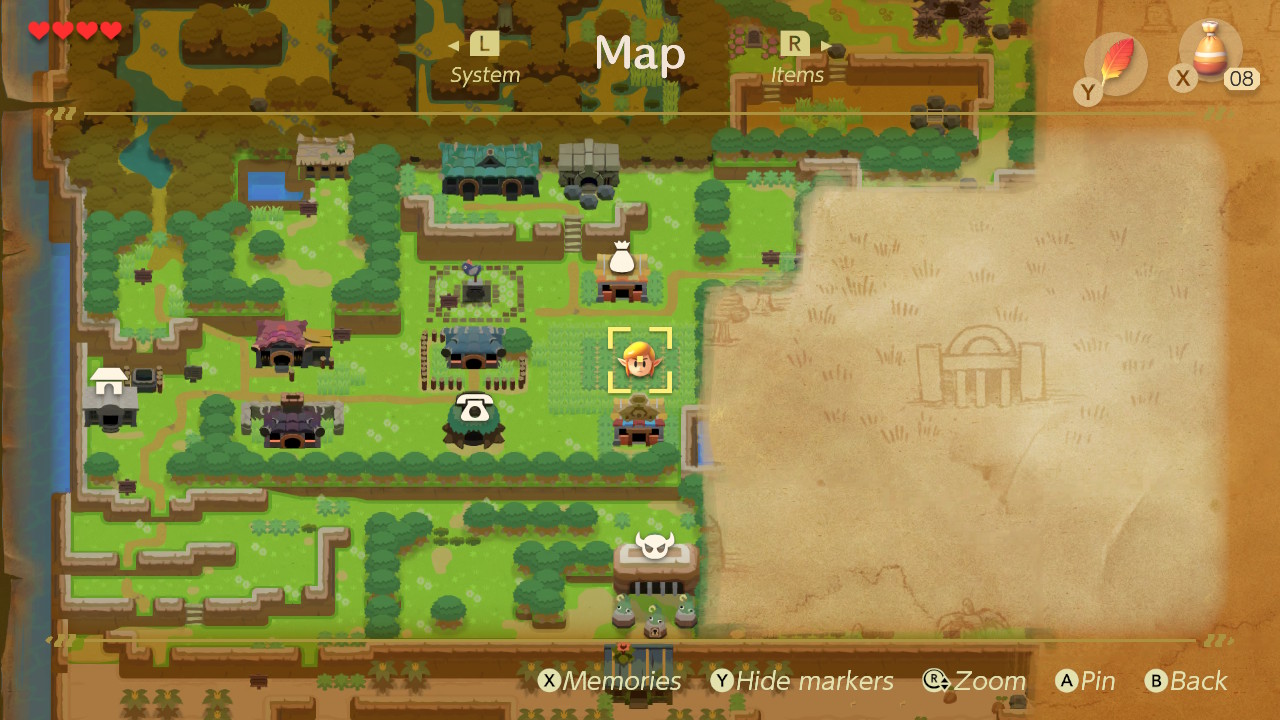 L
System
Map
R
Items
Y
X
08
X Memories
Y Hide markers
R Zoom
A Pin
B Back